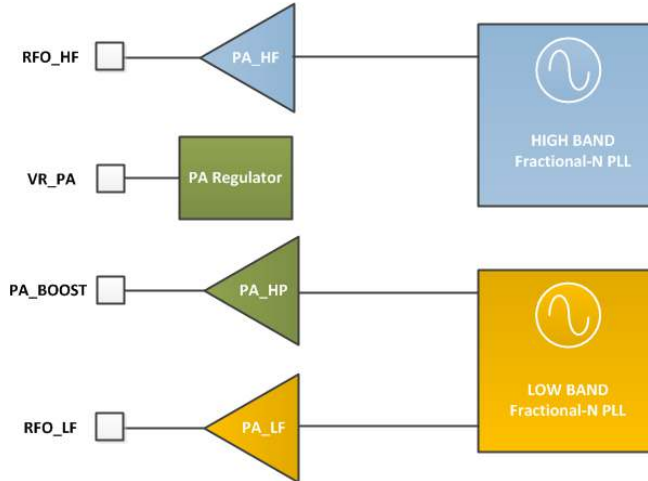 RFO_HF
PA_HF
HIGH BAND
Fractional-N PLL
VR_PA
PA Regulator
PA_BOOST
PA_HP
LOW BAND
Fractional-N PLL
RFO_LF
PA_LF